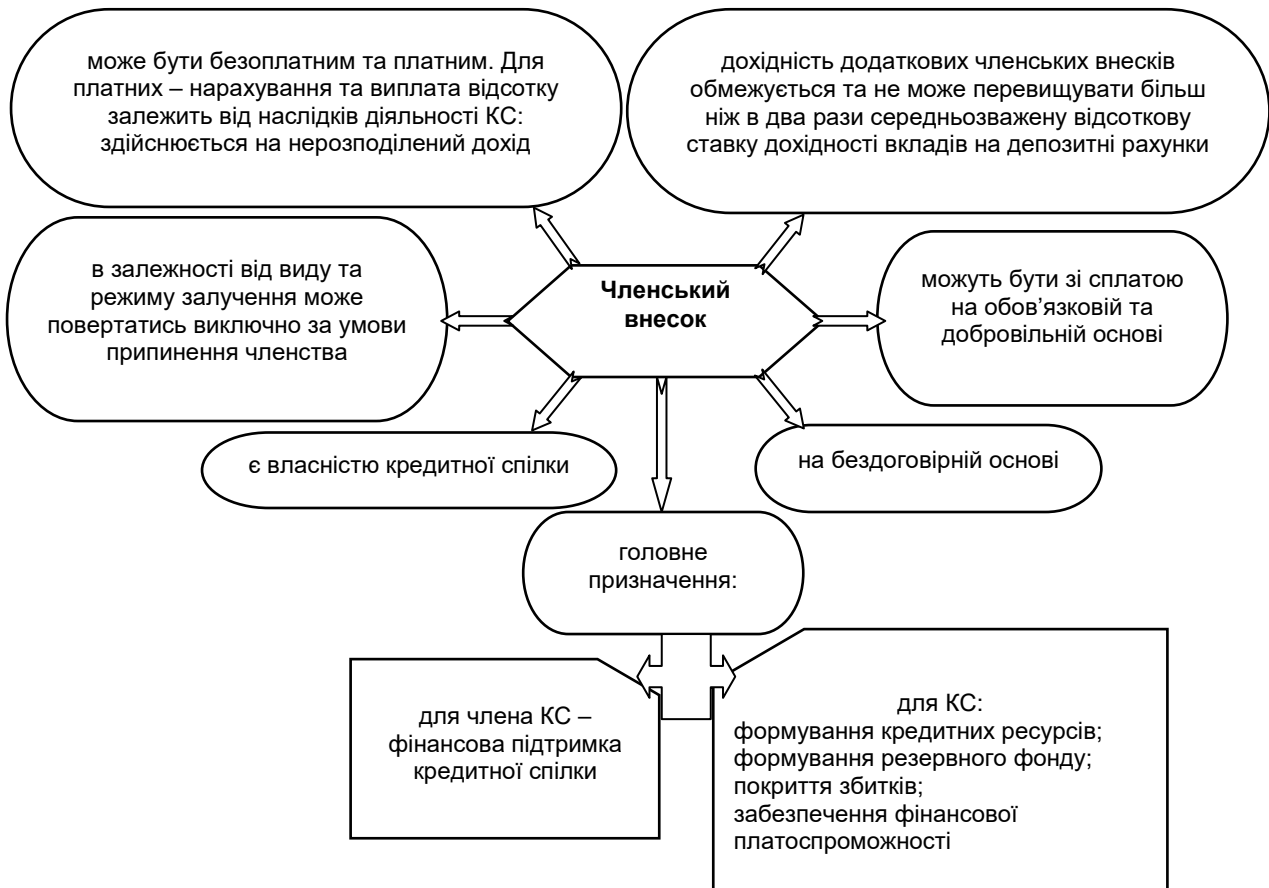 може бути безоплатним та платним. Для
платних – нарахування та виплата відсотку
залежить від наслідків діяльності КС:
здійснюється на нерозподілений дохід
дохідність додаткових членських внесків
обмежується та не може перевищувати більш
ніж в два рази середньозважену відсоткову
ставку дохідності вкладів на депозитні рахунки
в залежності від виду та
режиму залучення може
повертатись виключно за умови
припинення членства
Членський
внесок
можуть бути зі сплатою
на обов’язковій та
добровільній основі
є власністю кредитної спілки
на бездоговірній основі
головне
призначення:
для члена КС –
фінансова підтримка
кредитної спілки
для КС:
формування кредитних ресурсів;
формування резервного фонду;
покриття збитків;
забезпечення фінансової
платоспроможності